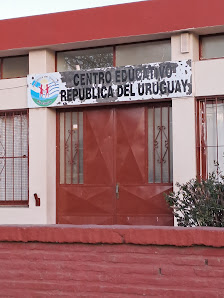 CENTRO EDUCATIVO
REPUBLICA DEL URUGUAY